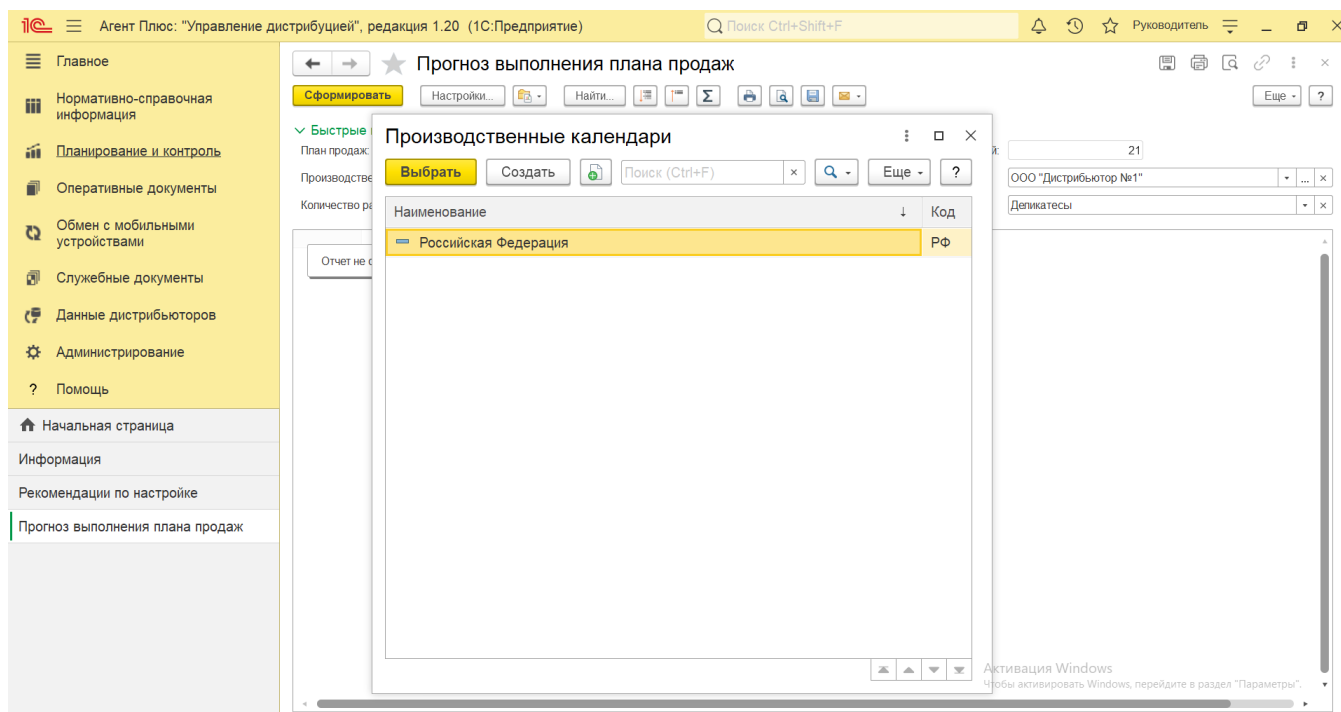 1С Агент Плюс: "Управление дистрибуцией", редакция 1.20 (1С:Предприятие) Поиск Ctrl+Shift+F Руководитель
Главное
Нормативно-справочная
информация
Планирование и контроль
Оперативные документы
Обмен с мобильными
устройствами
Служебные документы
Данные дистрибьюторов
Администрирование
? Помощь
Начальная страница
Информация
Рекомендации по настройке
Прогноз выполнения плана продаж
Прогноз выполнения плана продаж
Сформировать Настройки... Найти... Еще ?
Быстрые
План продаж: 21
Производстве ООО "Дистрибьютор №1" ...
Количество Деликатесы
Отчет не
Производственные календари
Выбрать Создать Поиск (Ctrl+F) Еще ?
Наименование Код
Российская Федерация РФ
Активация Windows
Чтобы активировать Windows, перейдите в раздел "Параметры".